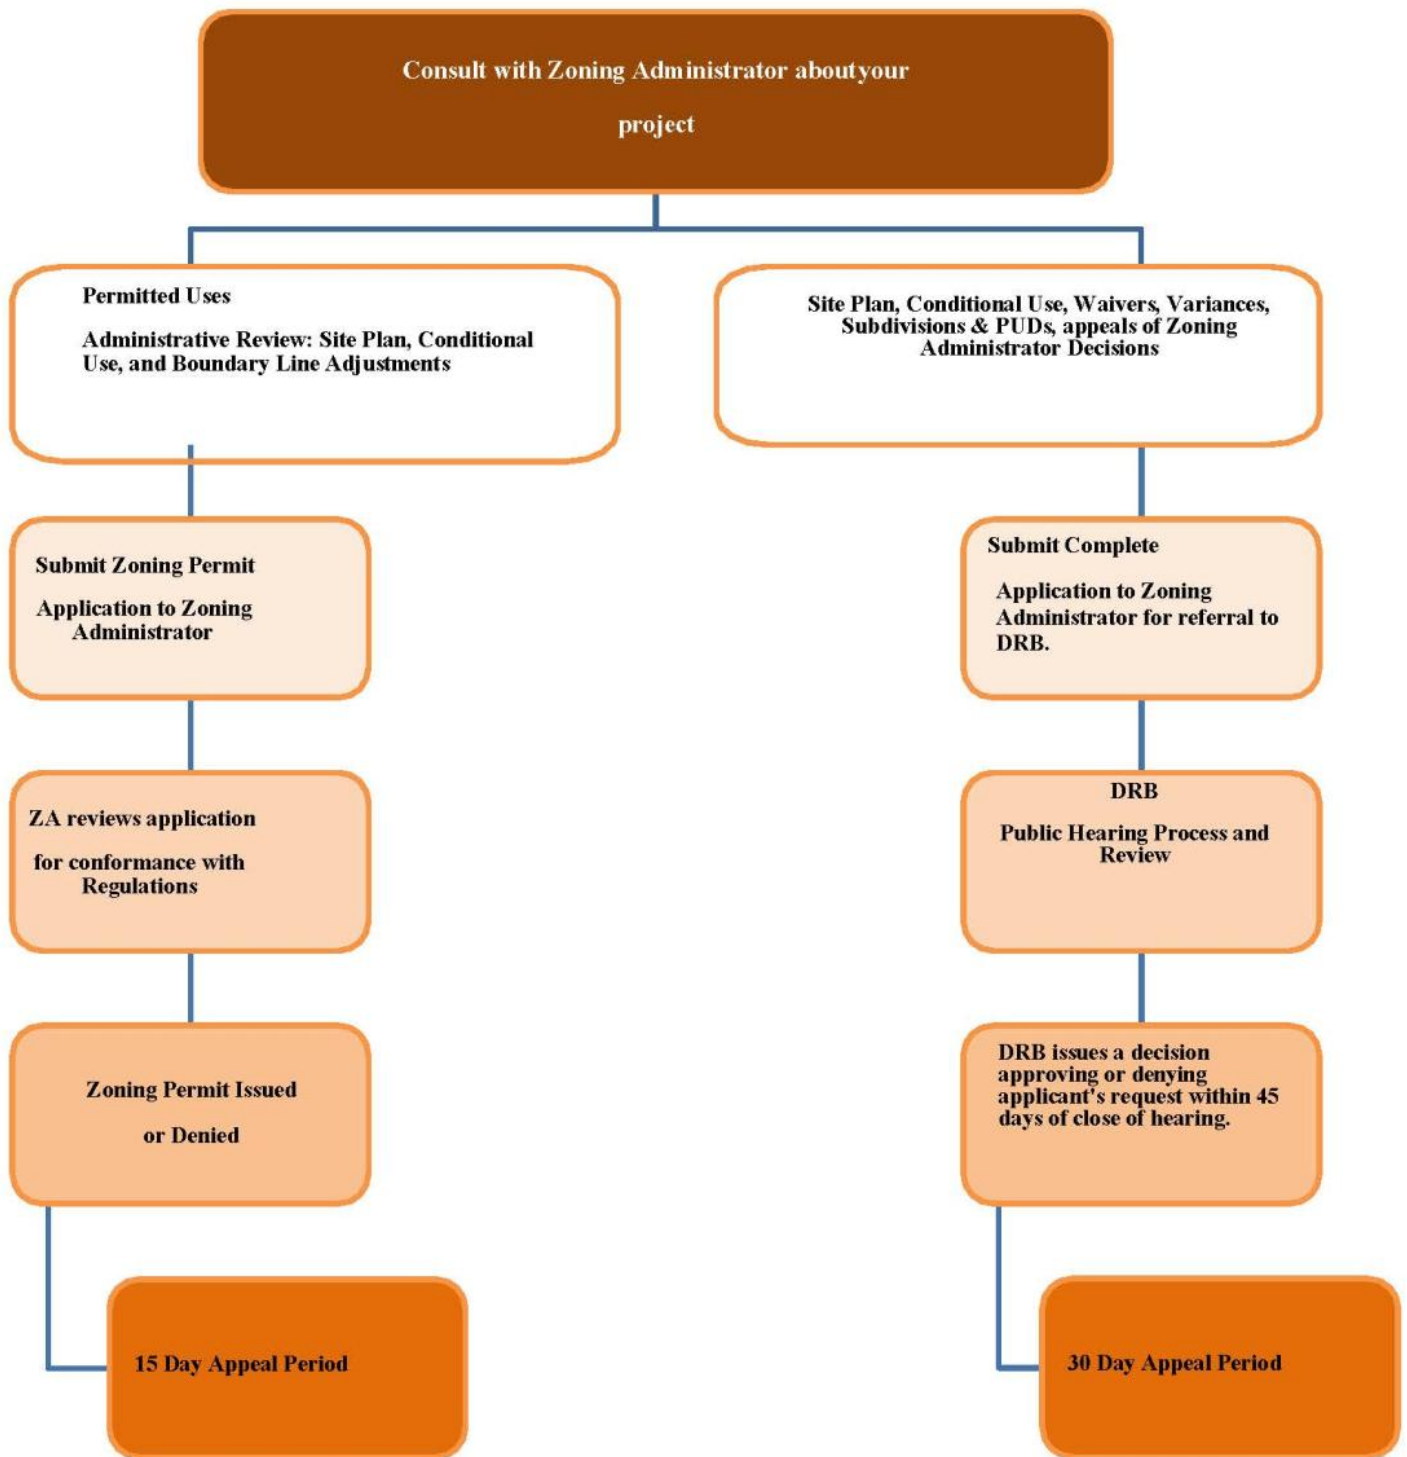 Consult with Zoning Administrator aboutyour
project
Permitted Uses
Administrative Review: Site Plan, Conditional
Use, and Boundary Line Adjustments
Site Plan, Conditional Use, Waivers, Variances,
Subdivisions & PUDs, appeals of Zoning
Administrator Decisions
Submit Zoning Permit
Application to Zoning
Administrator
Submit Complete
Application to Zoning
Administrator for referral to
DRB.
ZA reviews application
for conformance with
Regulations
DRB
Public Hearing Process and
Review
Zoning Permit Issued
or Denied
DRB issues a decision
approving or denying
applicant's request within 45
days of close of hearing.
15 Day Appeal Period
30 Day Appeal Period